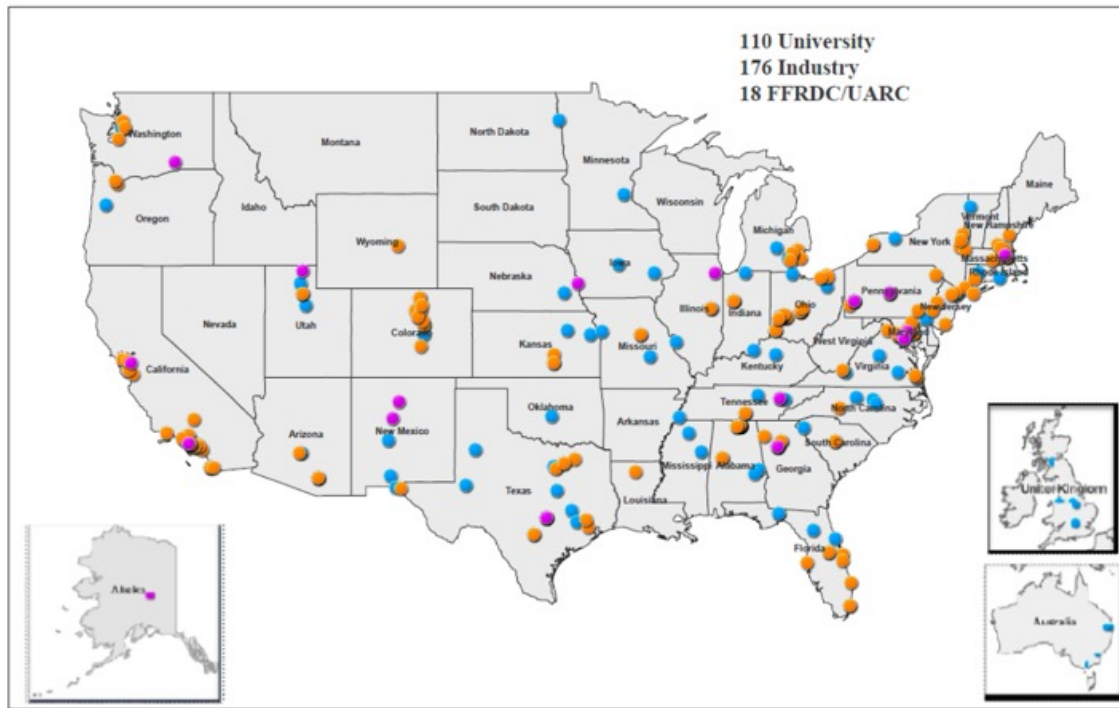 110 University
176 Industry
18 FFRDC/UARC
Washington
Montana
North Dakota
Minnesota
Maine
Oregon
Idaho
South Dakota
Wisconsin
Michigan
Vermont
New Hampshire
New York
Massachusetts
Rhode Island
Wyoming
Nebraska
Iowa
Pennsylvania
New Jersey
Nevada
Utah
Colorado
Illinois
Indiana
Ohio
Maryland
California
Kansas
Missouri
West Virginia
Virginia
Kentucky
Arizona
New Mexico
Oklahoma
Arkansas
Tennessee
North Carolina
South Carolina
Texas
Louisiana
Mississippi
Alabama
Georgia
Florida
United Kingdom
Alaska
Australia